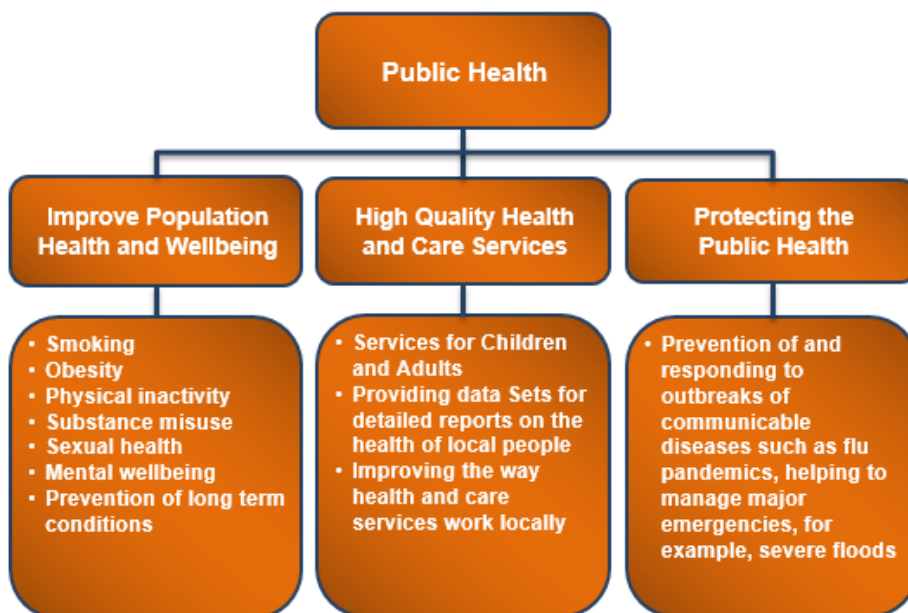 Public Health
Improve Population
Health and Wellbeing
High Quality Health
and Care Services
Protecting the
Public Health
• Smoking
• Obesity
• Physical inactivity
• Substance misuse
• Sexual health
• Mental wellbeing
• Prevention of long term
conditions
• Services for Children
and Adults
• Providing data Sets for
detailed reports on the
health of local people
• Improving the way
health and care
services work locally
• Prevention of and
responding to
outbreaks of
communicable
diseases such as flu
pandemics, helping to
manage major
emergencies, for
example, severe floods